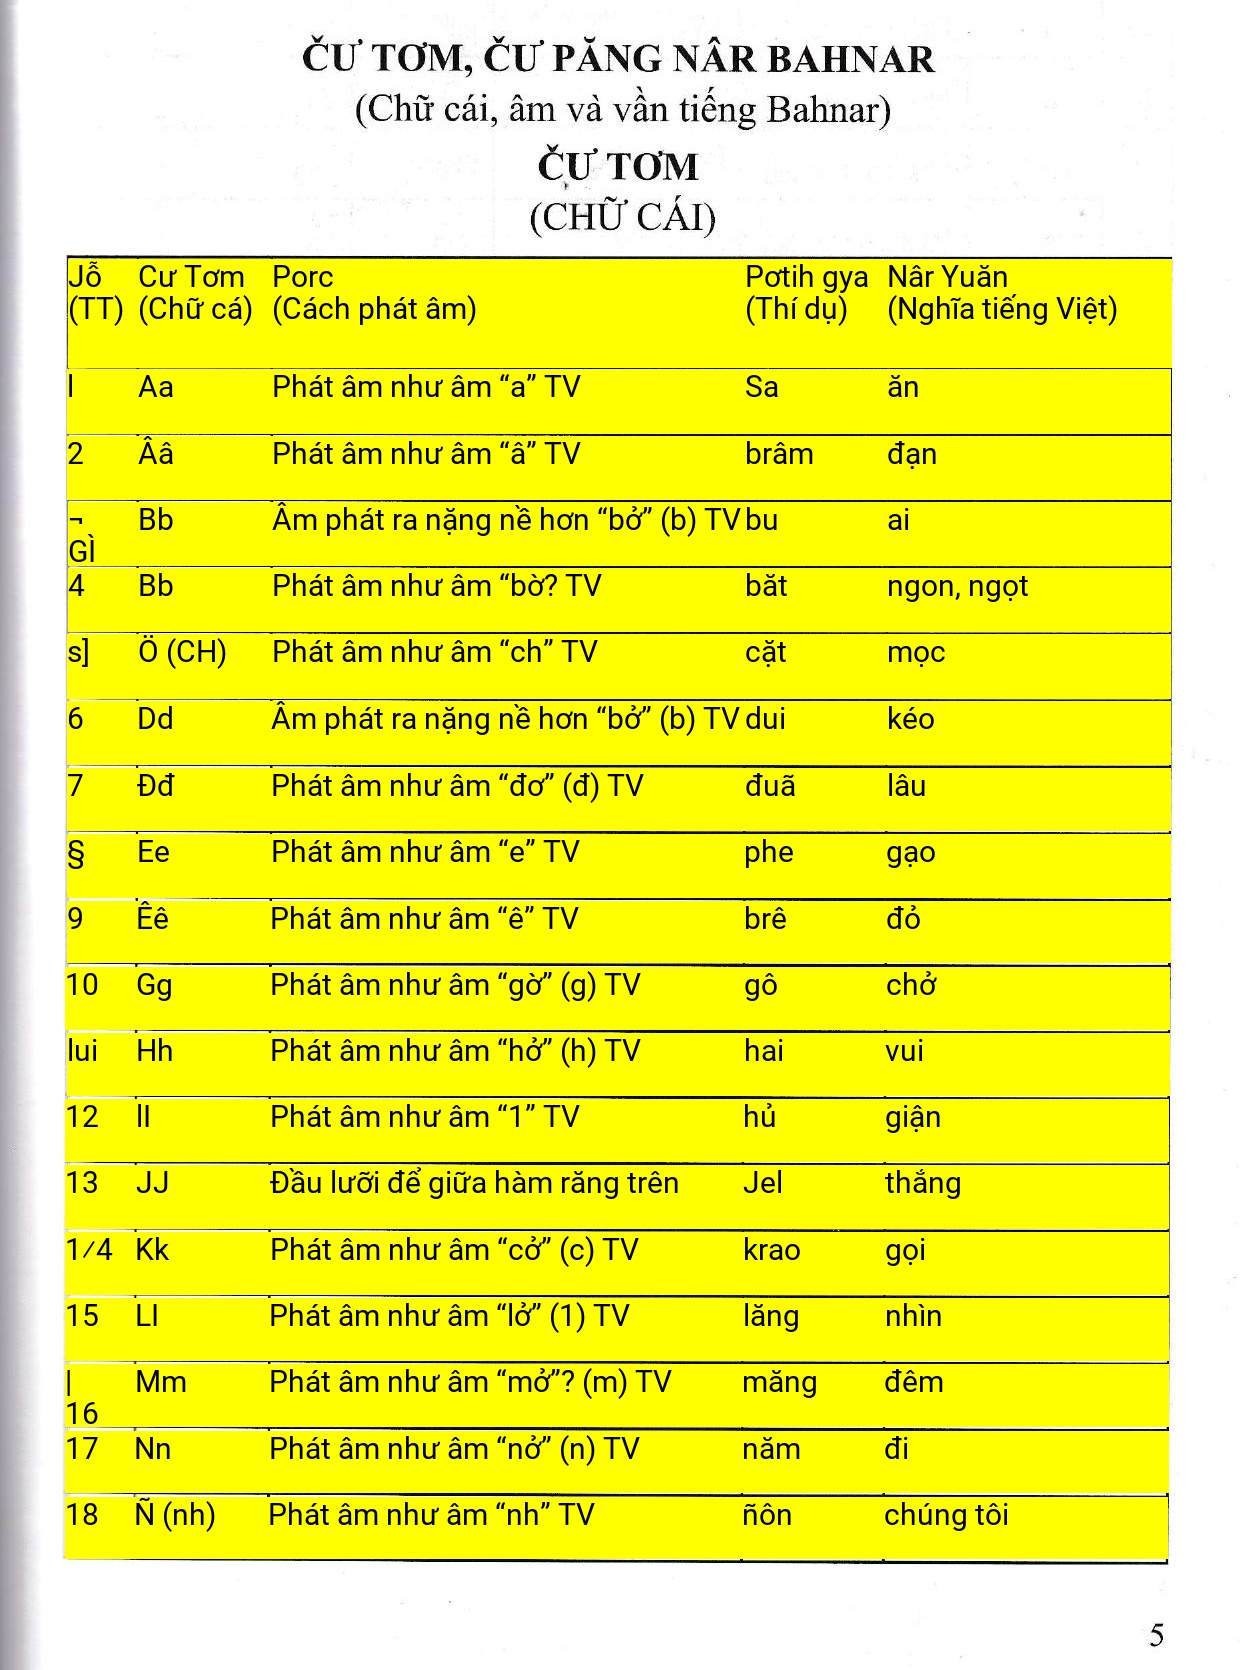 ČƯ TƠM, ČƯ PĂNG NÂR BAHNAR
(Chữ cái, âm và vần tiếng Bahnar)
ČƯ TƠM
(CHỮ CÁI)
Jỗ Cư Tơm Porc Pơtih gya Nâr Yuăn
(TT) (Chữ cá) (Cách phát âm) (Thí dụ) (Nghĩa tiếng Việt)
l Aa Phát âm như âm “a” TV Sa ăn
2 Ââ Phát âm như âm “â” TV brâm đạn
¬ Bb Âm phát ra nặng nề hơn “bở” (b) TV bu ai
GÌ
4 Bb Phát âm như âm “bờ? TV băt ngon, ngọt
s] Ö (CH) Phát âm như âm “ch” TV cặt mọc
6 Dd Âm phát ra nặng nề hơn “bở” (b) TV dui kéo
7 Đđ Phát âm như âm “đơ” (đ) TV đuã lâu
§ Ee Phát âm như âm “e” TV phe gạo
9 Êê Phát âm như âm “ê” TV brê đỏ
10 Gg Phát âm như âm “gờ” (g) TV gô chở
lui Hh Phát âm như âm “hở” (h) TV hai vui
12 lI Phát âm như âm “1” TV hủ giận
13 JJ Đầu lưỡi để giữa hàm răng trên Jel thắng
1⁄4 Kk Phát âm như âm “cở” (c) TV krao gọi
15 LI Phát âm như âm “lở” (1) TV lăng nhìn
| Mm Phát âm như âm “mở”? (m) TV măng đêm
16
17 Nn Phát âm như âm “nở” (n) TV năm đi
18 Ñ (nh) Phát âm như âm “nh” TV ñôn chúng tôi
5